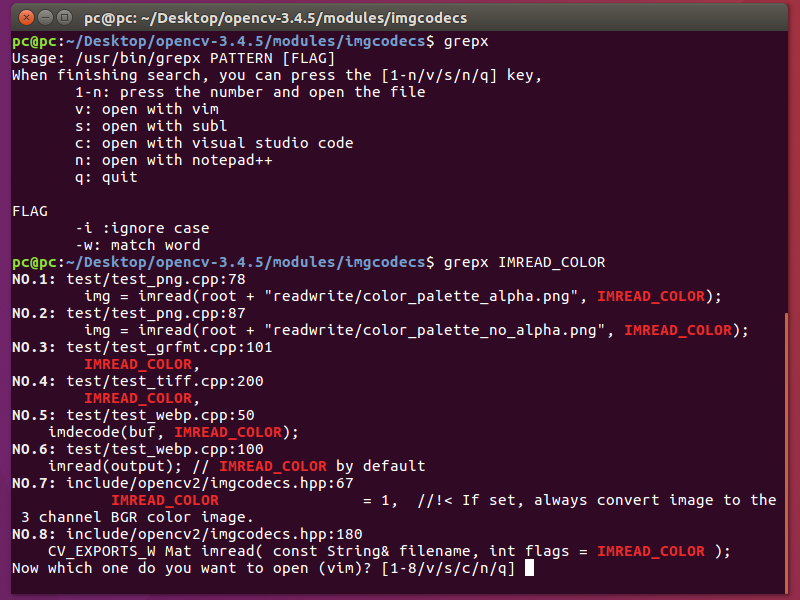 pc@pc: ~/Desktop/opencv-3.4.5/modules/imgcodecs
pc@pc:~/Desktop/opencv-3.4.5/modules/imgcodecs$ grepx
Usage: /usr/bin/grepx PATTERN [FLAG]
When finishing search, you can press the [1-n/v/s/n/q] key,
1-n: press the number and open the file
v: open with vim
s: open with subl
c: open with visual studio code
n: open with notepad++
q: quit
FLAG
-i :ignore case
-w: match word
pc@pc:~/Desktop/opencv-3.4.5/modules/imgcodecs$ grepx IMREAD_COLOR
NO.1: test/test_png.cpp:78
img = imread(root + "readwrite/color_palette_alpha.png", IMREAD_COLOR);
NO.2: test/test_png.cpp:87
img = imread(root + "readwrite/color_palette_no_alpha.png", IMREAD_COLOR);
NO.3: test/test_grfmt.cpp:101
IMREAD_COLOR,
NO.4: test/test_tiff.cpp:200
IMREAD_COLOR,
NO.5: test/test_webp.cpp:50
imdecode(buf, IMREAD_COLOR);
NO.6: test/test_webp.cpp:100
imread(output); // IMREAD_COLOR by default
NO.7: include/opencv2/imgcodecs.hpp:67
IMREAD_COLOR = 1, //!< If set, always convert image to the
3 channel BGR color image.
NO.8: include/opencv2/imgcodecs.hpp:180
CV_EXPORTS_W Mat imread( const String& filename, int flags = IMREAD_COLOR );
Now which one do you want to open (vim)? [1-8/v/s/c/n/q]